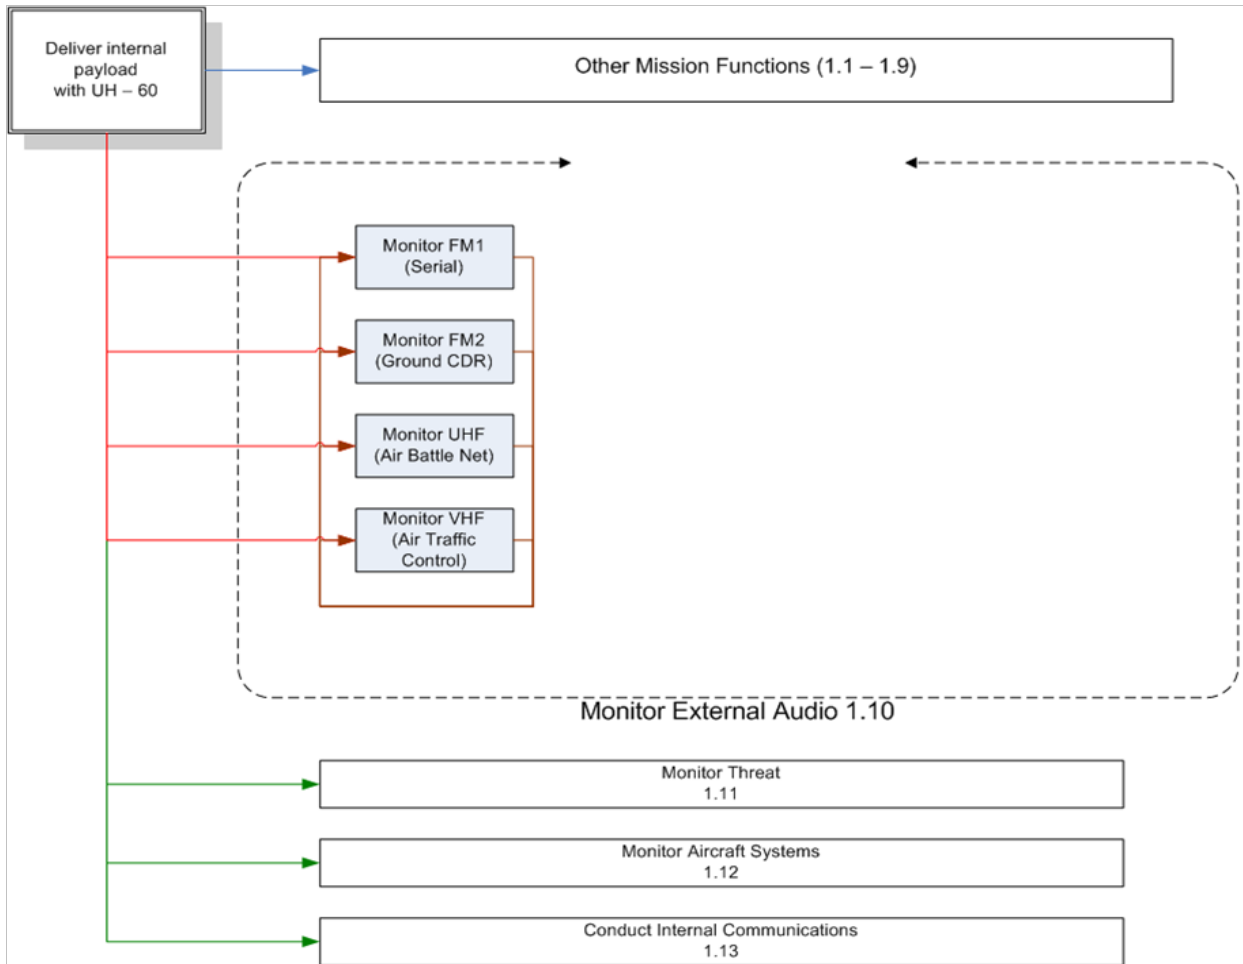 Deliver internal
payload
with UH – 60
Other Mission Functions (1.1 – 1.9)
Monitor FM1
(Serial)
Monitor FM2
(Ground CDR)
Monitor UHF
(Air Battle Net)
Monitor VHF
(Air Traffic
Control)
Monitor External Audio 1.10
Monitor Threat
1.11
Monitor Aircraft Systems
1.12
Conduct Internal Communications
1.13